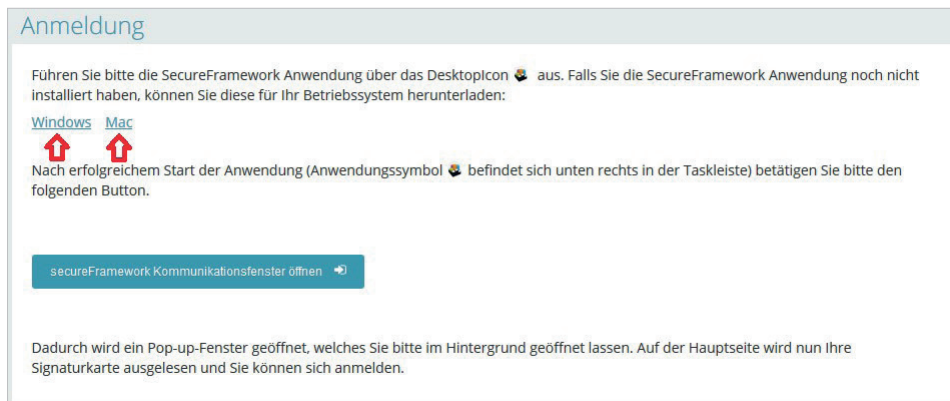 Anmeldung
Führen Sie bitte die SecureFramework Anwendung über das DesktopIcon aus. Falls Sie die SecureFramework Anwendung noch nicht
installiert haben, können Sie diese für Ihr Betriebssystem herunterladen:
Windows Mac
Nach erfolgreichem Start der Anwendung (Anwendungssymbol befindet sich unten rechts in der Taskleiste) betätigen Sie bitte den
folgenden Button.
secureFramework Kommunikationsfenster öffnen
Dadurch wird ein Pop-up-Fenster geöffnet, welches Sie bitte im Hintergrund geöffnet lassen. Auf der Hauptseite wird nun Ihre
Signaturkarte ausgelesen und Sie können sich anmelden.